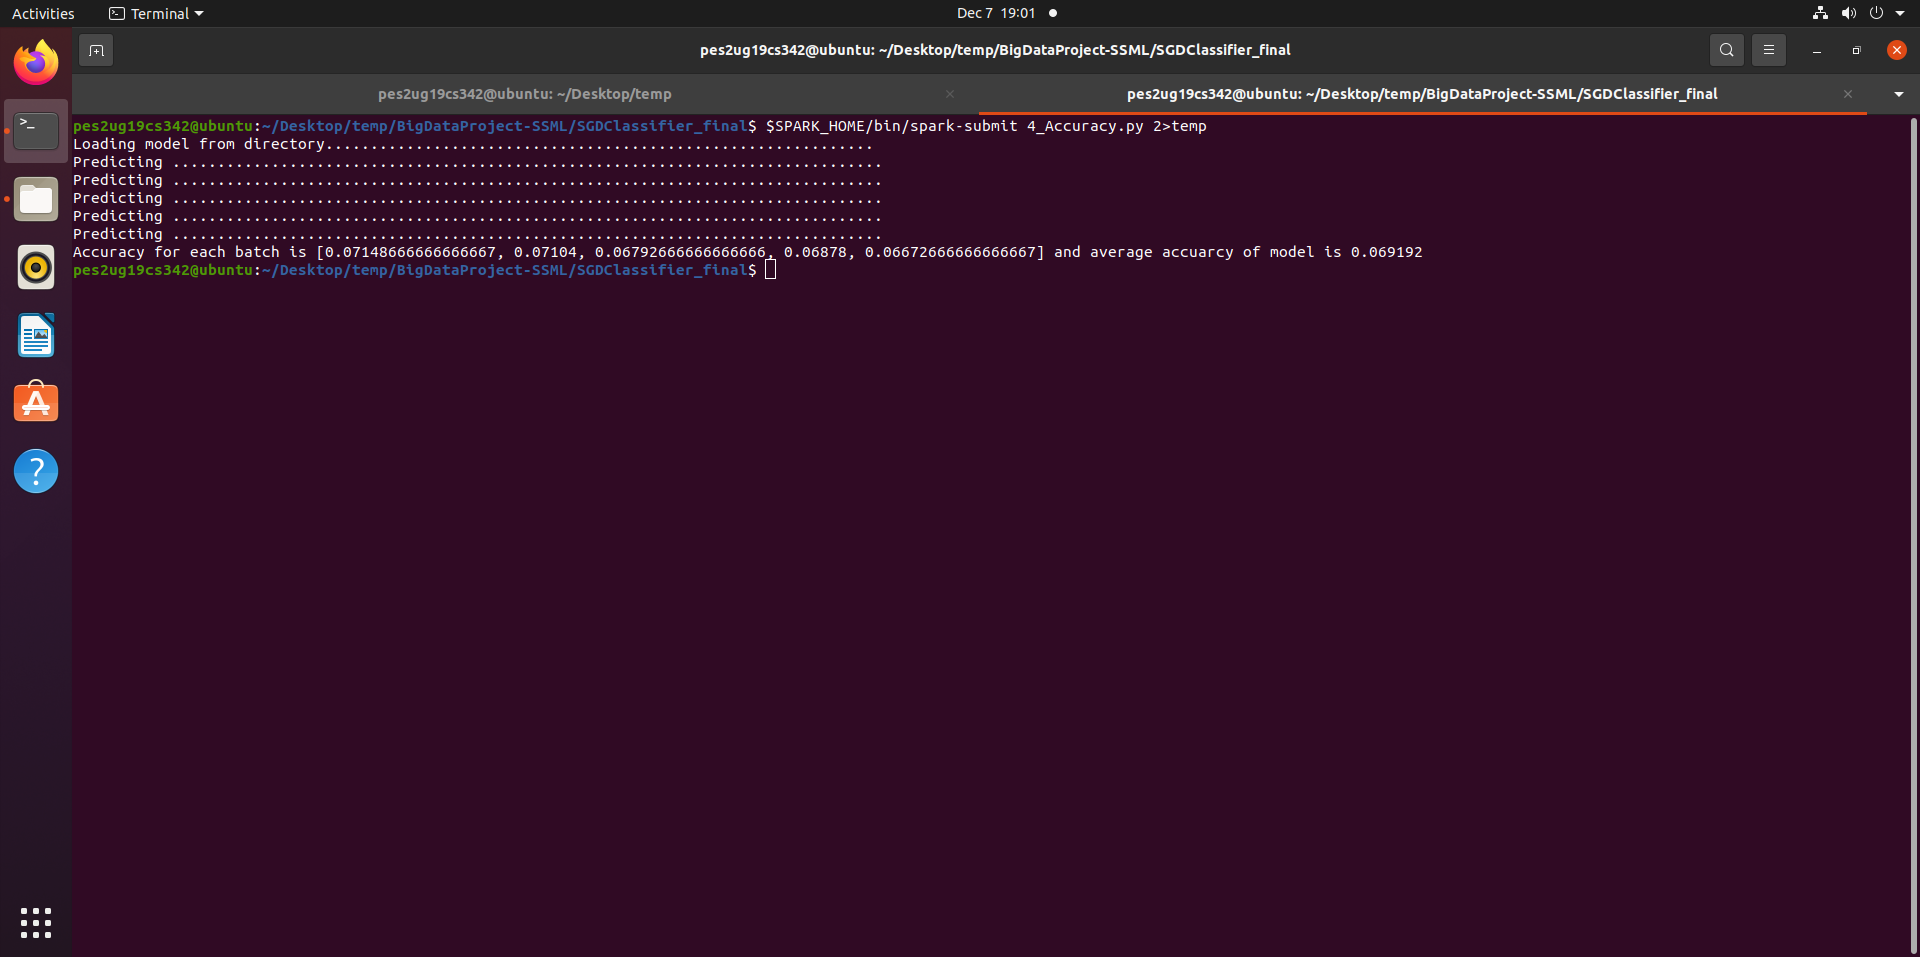 Activities
Terminal
Dec 7 19:01
pes2ug19cs342@ubuntu: ~/Desktop/temp/BigDataProject-SSML/SGDClassifier_final
pes2ug19cs342@ubuntu: ~/Desktop/temp
pes2ug19cs342@ubuntu: ~/Desktop/temp/BigDataProject-SSML/SGDClassifier_final
pes2ug19cs342@ubuntu:~/Desktop/temp/BigDataProject-SSML/SGDClassifier_final$ $SPARK_HOME/bin/spark-submit 4_Accuracy.py 2>temp
Loading model from directory.............................................................
Predicting ...............................................................................
Predicting ...............................................................................
Predicting ...............................................................................
Predicting ...............................................................................
Predicting ...............................................................................
Accuracy for each batch is [0.07148666666666667, 0.07104, 0.06792666666666666, 0.06878, 0.06672666666666667] and average accuarcy of model is 0.069192
pes2ug19cs342@ubuntu:~/Desktop/temp/BigDataProject-SSML/SGDClassifier_final$